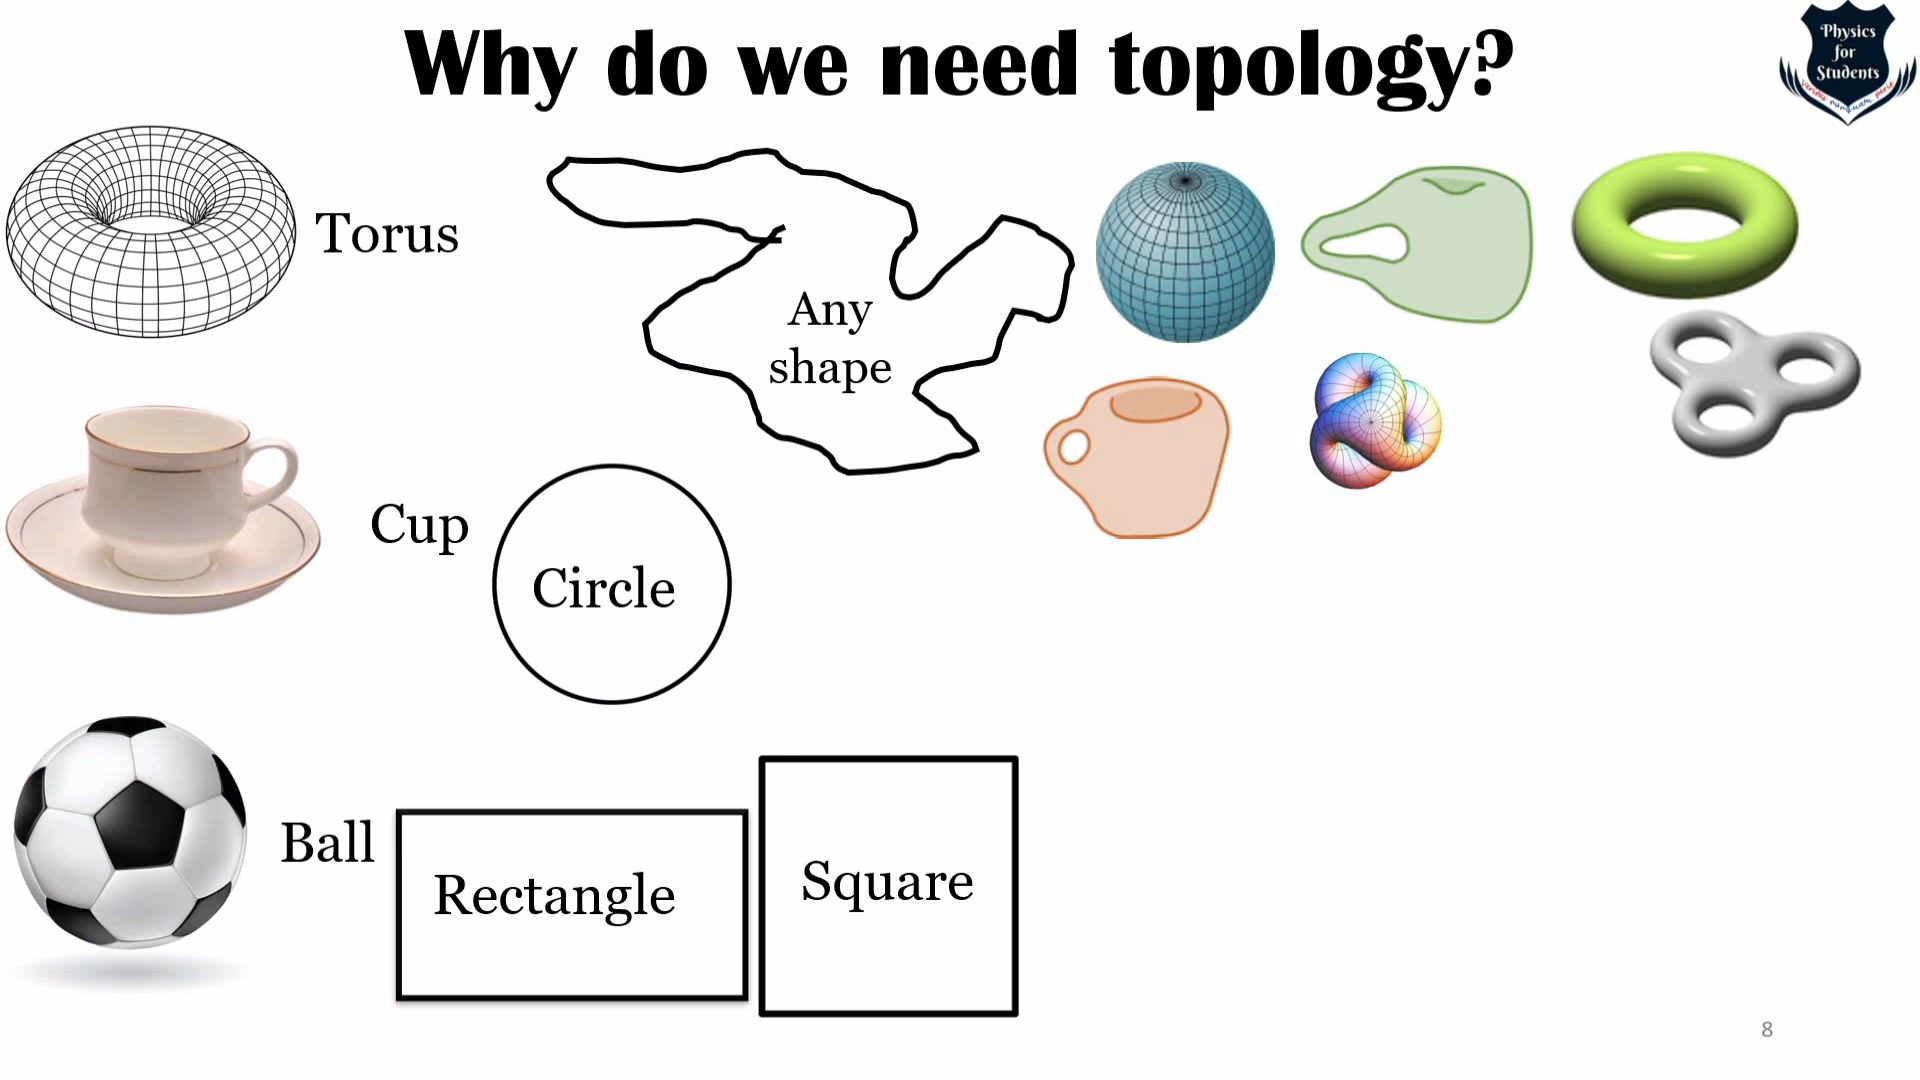 Why do we need topology?
Physics
for
Students
Torus
Any
shape
Cup
Circle
Ball
Rectangle
Square
8